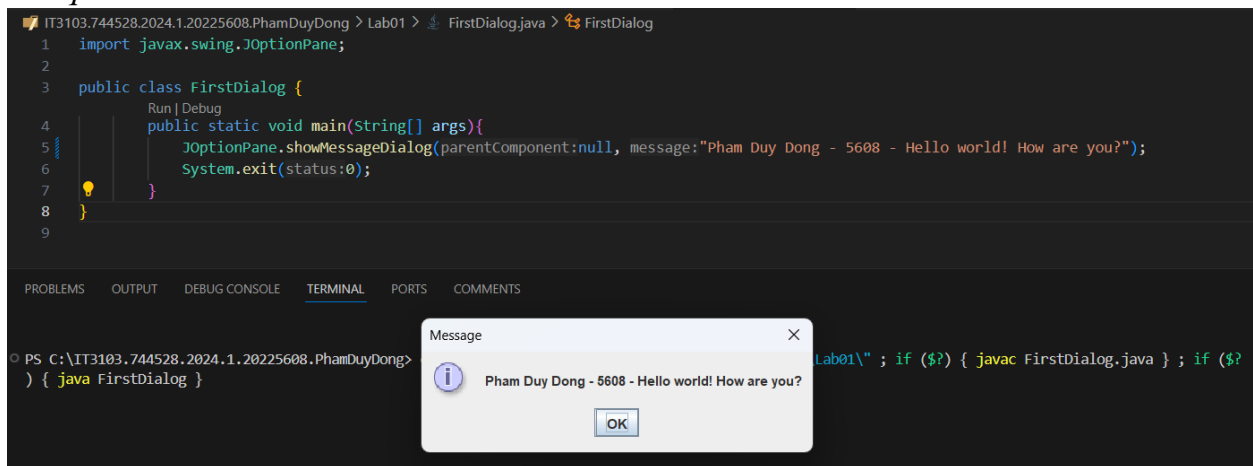 IT3103.744528.2024.1.20225608.PhamDuyDong > Lab01 > FirstDialog.java > FirstDialog
1 import javax.swing.JOptionPane;
2
3 public class FirstDialog {
Run | Debug
4 public static void main(String[] args){
5 JOptionPane.showMessageDialog(parentComponent:null, message:"Pham Duy Dong - 5608 - Hello world! How are you?");
6 System.exit(status:0);
7 }
8 }
9
PROBLEMS OUTPUT DEBUG CONSOLE TERMINAL PORTS COMMENTS
Message
PS C:\IT3103.744528.2024.1.20225608.PhamDuyDong> Lab01\" ; if ($?) { javac FirstDialog.java } ; if ($?
) { java FirstDialog }
Pham Duy Dong - 5608 - Hello world! How are you?
OK